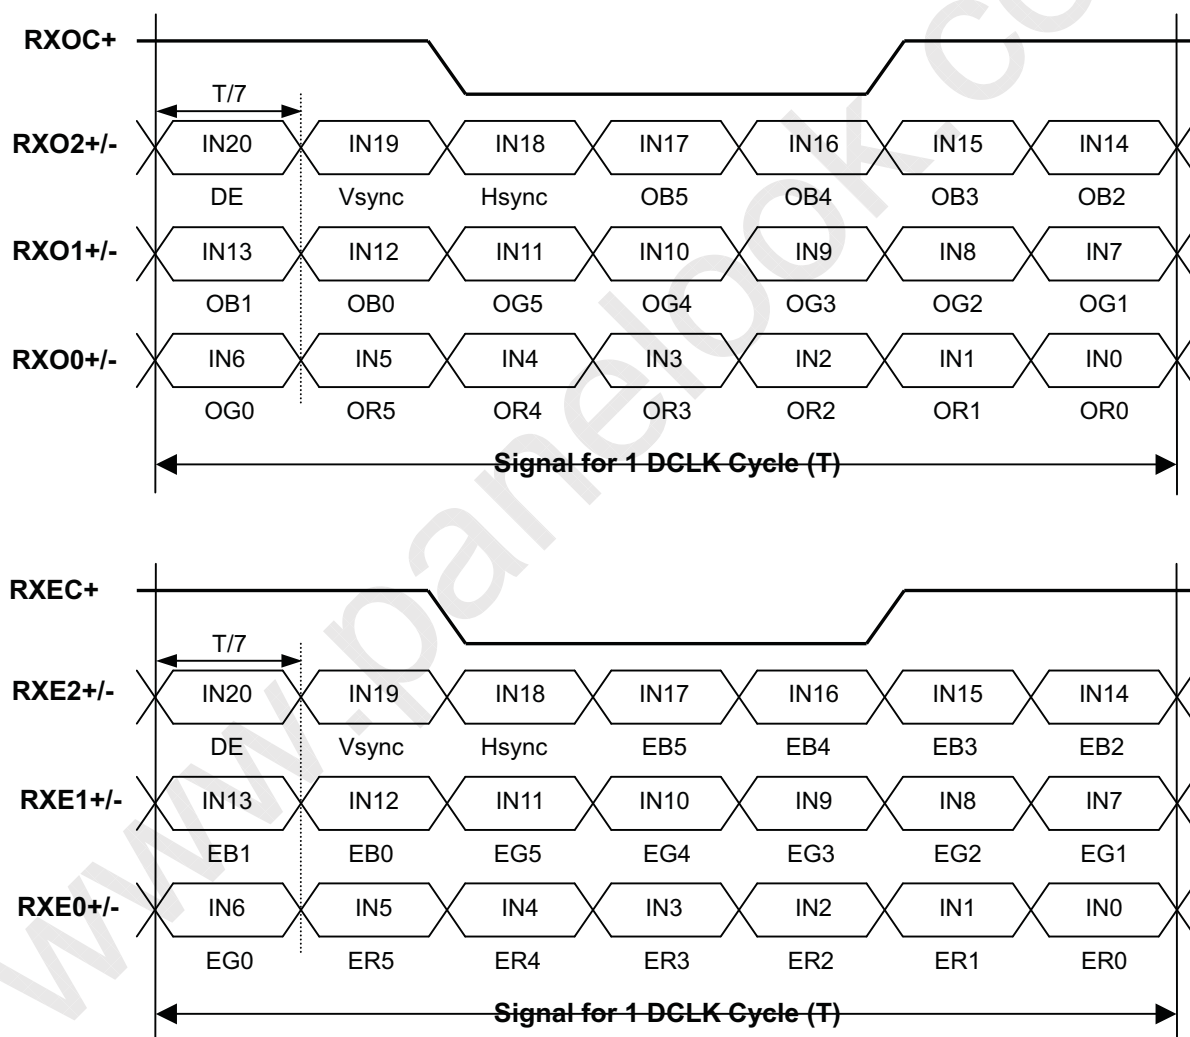 RXOC+
T/7
RXO2+/- IN20 IN19 IN18 IN17 IN16 IN15 IN14
DE Vsync Hsync OB5 OB4 OB3 OB2
RXO1+/- IN13 IN12 IN11 IN10 IN9 IN8 IN7
OB1 OB0 OG5 OG4 OG3 OG2 OG1
RXO0+/- IN6 IN5 IN4 IN3 IN2 IN1 IN0
OG0 OR5 OR4 OR3 OR2 OR1 OR0
Signal for 1 DCLK Cycle (T)
RXEC+
T/7
RXE2+/- IN20 IN19 IN18 IN17 IN16 IN15 IN14
DE Vsync Hsync EB5 EB4 EB3 EB2
RXE1+/- IN13 IN12 IN11 IN10 IN9 IN8 IN7
EB1 EB0 EG5 EG4 EG3 EG2 EG1
RXE0+/- IN6 IN5 IN4 IN3 IN2 IN1 IN0
EG0 ER5 ER4 ER3 ER2 ER1 ER0
Signal for 1 DCLK Cycle (T)
www.panelook.co